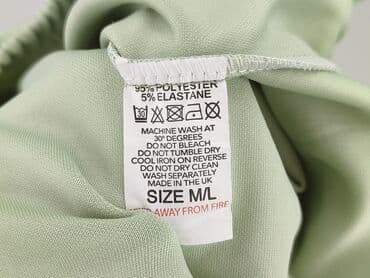 95% POLYESTER
5% ELASTANE
MACHINE WASH AT
30° DEGREES
DO NOT BLEACH
DO NOT TUMBLE DRY
COOL IRON ON REVERSE
DO NOT DRY CLEAN
WASH SEPARATELY
MADE IN THE UK
SIZE M/L
AWAY FROM FIRE